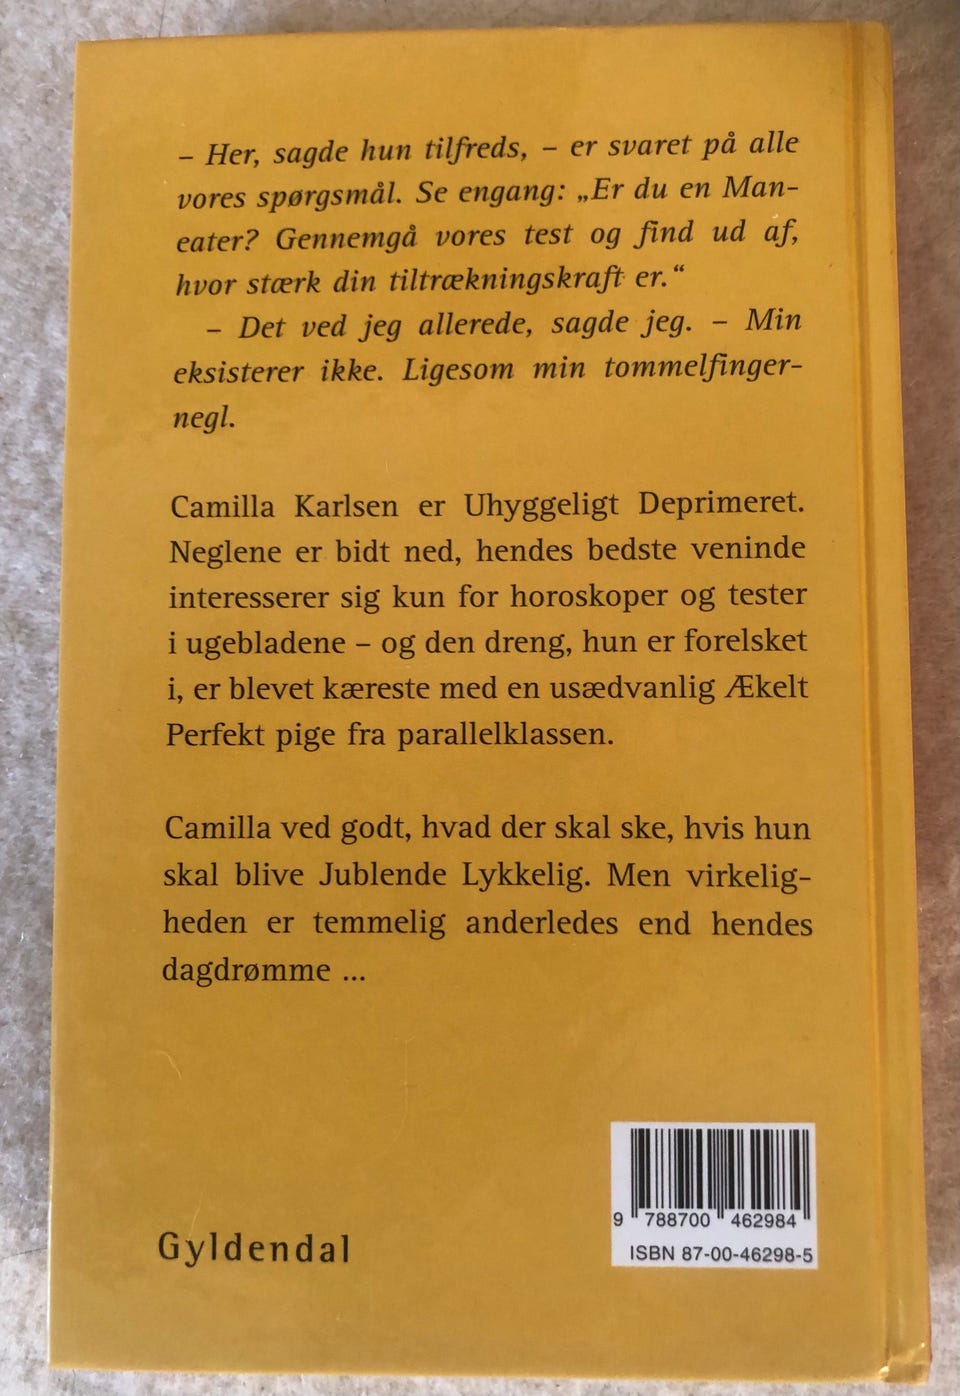 – Her, sagde hun tilfreds, – er svaret på alle
vores spørgsmål. Se engang: „Er du en Man-
eater? Gennemgå vores test og find ud af,
hvor stærk din tiltrækningskraft er.“
– Det ved jeg allerede, sagde jeg. – Min
eksisterer ikke. Ligesom min tommelfinger-
negl.
Camilla Karlsen er Uhyggeligt Deprimeret.
Neglene er bidt ned, hendes bedste veninde
interesserer sig kun for horoskoper og tester
i ugebladene – og den dreng, hun er forelsket
i, er blevet kæreste med en usædvanlig Ækelt
Perfekt pige fra parallelklassen.
Camilla ved godt, hvad der skal ske, hvis hun
skal blive Jublende Lykkelig. Men virkelig-
heden er temmelig anderledes end hendes
dagdrømme ...
9 788700 462984
ISBN 87-00-46298-5
Gyldendal